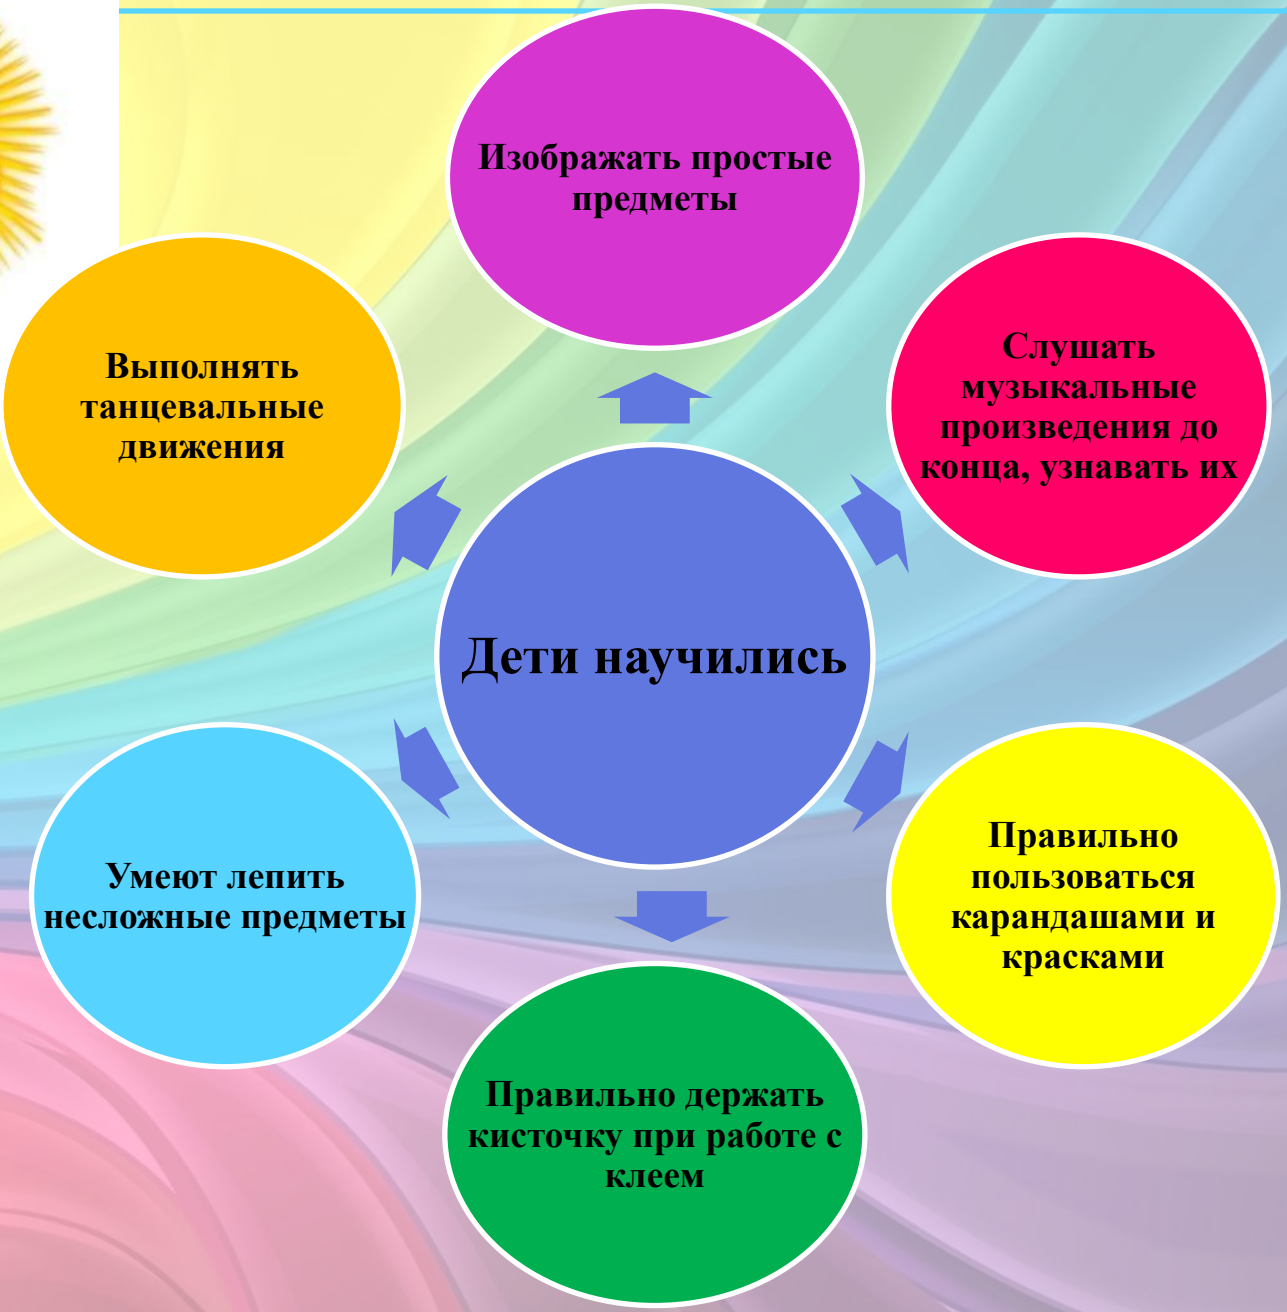 Изображать простые
предметы
Слушать
музыкальные
произведения до
конца, узнавать их
Правильно
пользоваться
карандашами и
красками
Правильно держать
кисточку при работе с
клеем
Умеют лепить
несложные предметы
Выполнять
танцевальные
движения
Дети научились